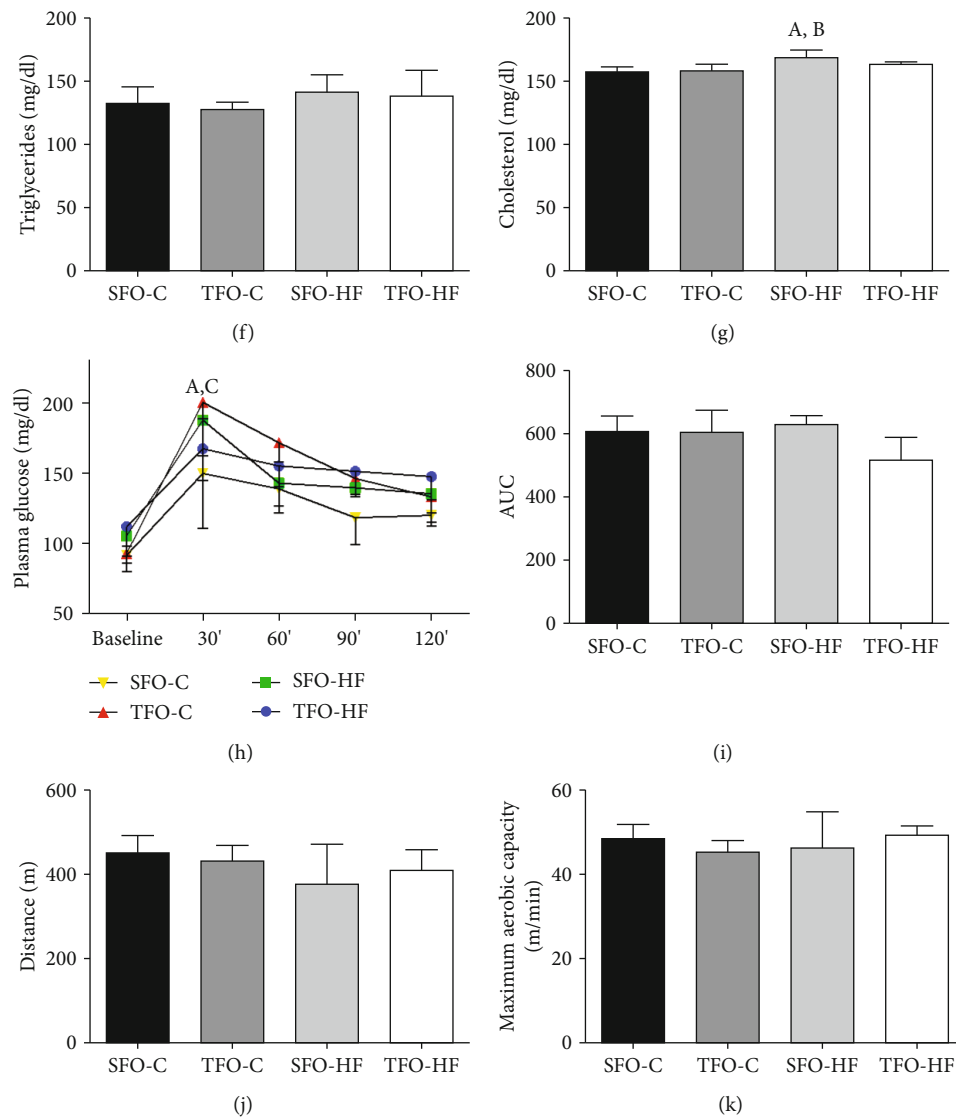 200
150
100
50
0
Triglycerides (mg/dl)
SFO-C TFO-C SFO-HF TFO-HF
(f)
200
150
100
50
0
Cholesterol (mg/dl)
A, B
SFO-C TFO-C SFO-HF TFO-HF
(g)
200
150
100
50
Plasma glucose (mg/dl)
A,C
Baseline 30' 60' 90' 120'
SFO-C SFO-HF
TFO-C TFO-HF
(h)
800
600
400
200
0
AUC
SFO-C TFO-C SFO-HF TFO-HF
(i)
600
400
200
0
Distance (m)
SFO-C TFO-C SFO-HF TFO-HF
(j)
60
40
20
0
Maximum aerobic capacity
(m/min)
SFO-C TFO-C SFO-HF TFO-HF
(k)